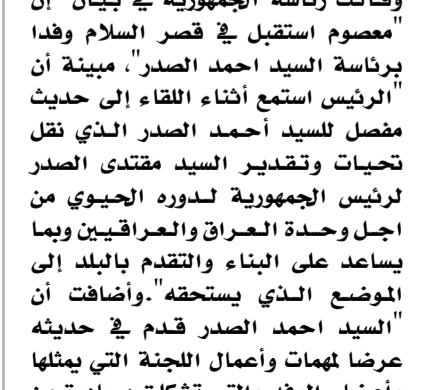 وقالت رئاسة الجمهورية في بيان "إن
"معصوم استقبل في قصر السلام وفدا
برئاسة السيد احمد الصدر"، مبينة أن
"الرئيس استمع أثناء اللقاء إلى حديث
مفصل للسيد أحمد الصدر الذي نقل
تحيات وتقدير السيد مقتدى الصدر
لرئيس الجمهورية لدوره الحيوي من
اجل وحدة العراق والعراقيين وبما
يساعد على البناء والتقدم بالبلد إلى
الموضع الذي يستحقه".وأضافت أن
"السيد احمد الصدر قدم في حديثه
عرضا لمهمات وأعمال اللجنة التي يمثلها